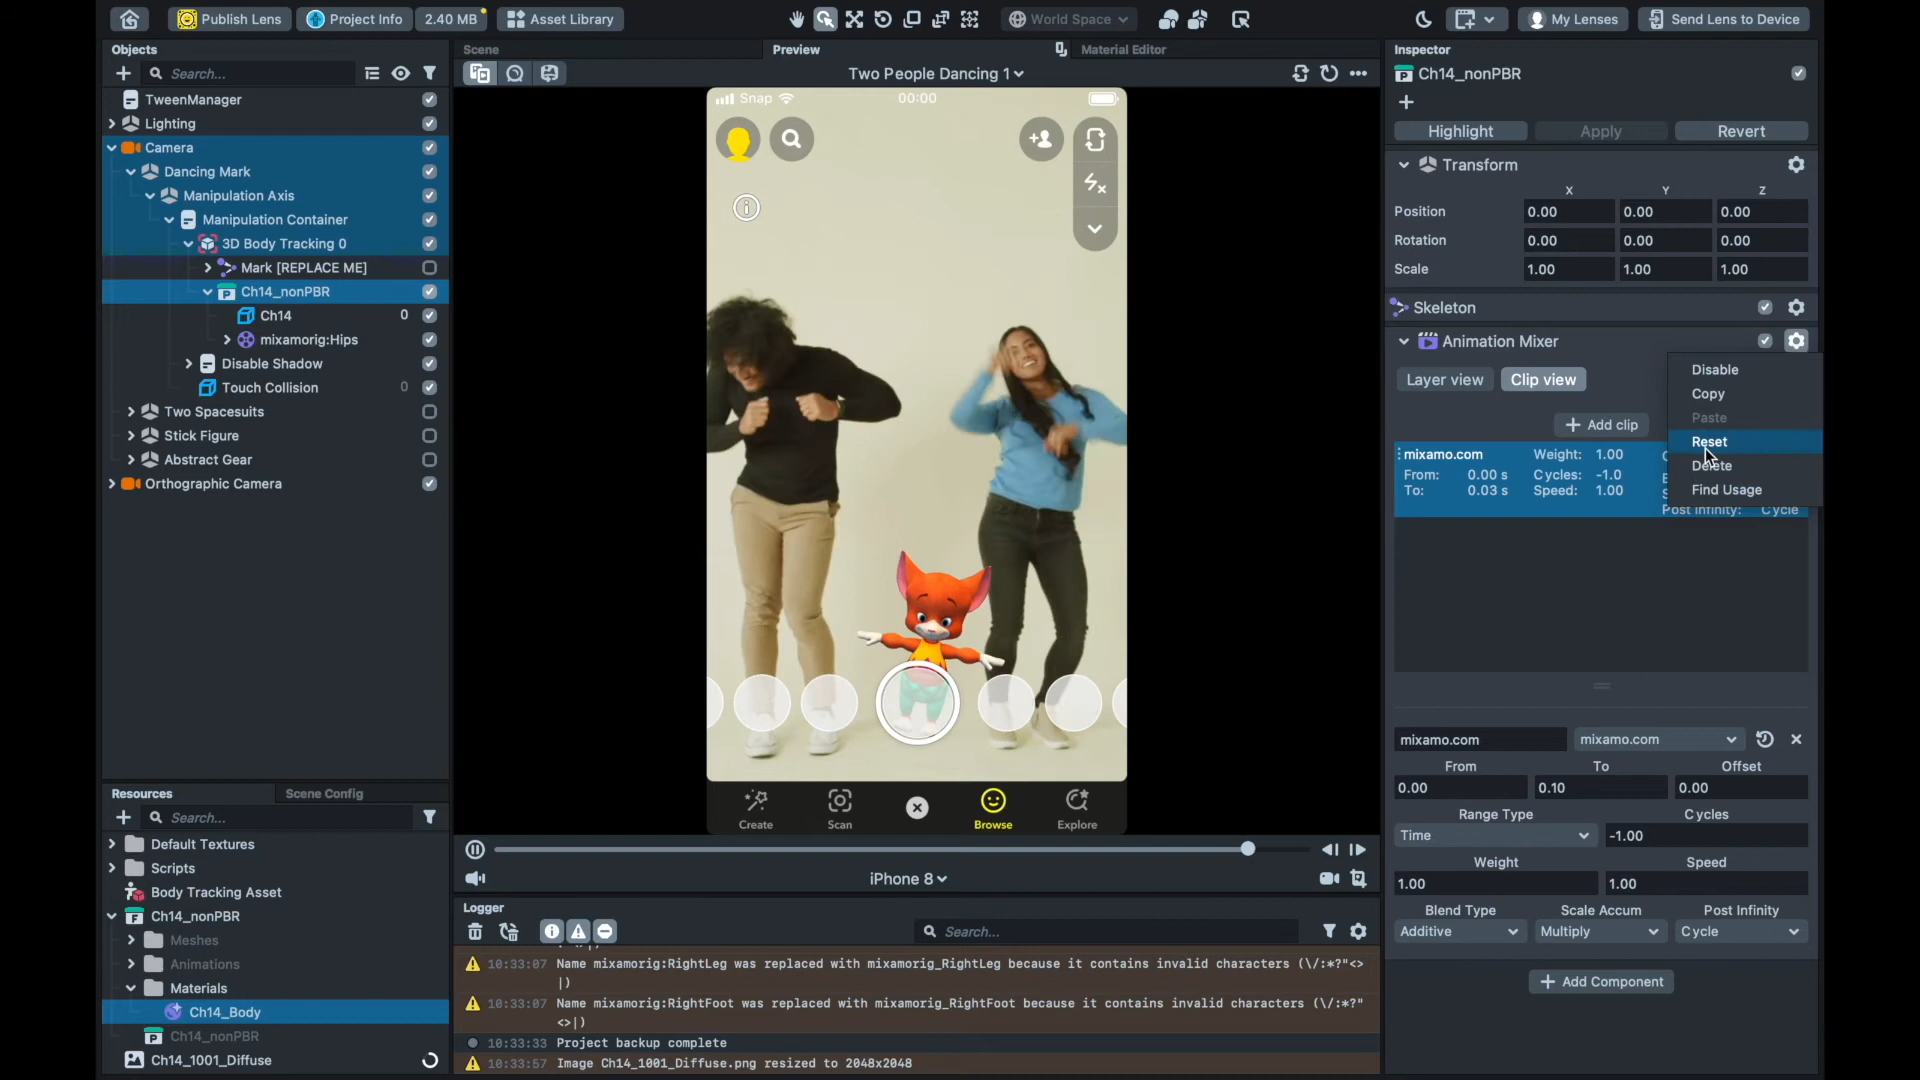 Publish Lens
Project Info
2.40 MB
Asset Library
World Space
My Lenses
Send Lens to Device
Objects
Search...
TweenManager
Lighting
Camera
Dancing Mark
Manipulation Axis
Manipulation Container
3D Body Tracking 0
Mark [REPLACE ME]
Ch14_nonPBR
Ch14 0
mixamorig:Hips
Disable Shadow
Touch Collision 0
Two Spacesuits
Stick Figure
Abstract Gear
Orthographic Camera
Resources
Scene Config
Search...
Default Textures
Scripts
Body Tracking Asset
Ch14_nonPBR
Meshes
Animations
Materials
Ch14_Body
Ch14_nonPBR
Ch14_1001_Diffuse
Scene
Preview
Material Editor
Two People Dancing 1
Snap
00:00
Create
Scan
Browse
Explore
iPhone 8
Logger
Search...
10:33:07 Name mixamorig:RightLeg was replaced with mixamorig_RightLeg because it contains invalid characters (\/:*?"<>
|)
10:33:07 Name mixamorig:RightFoot was replaced with mixamorig_RightFoot because it contains invalid characters (\/:*?"
<>|)
10:33:33 Project backup complete
10:33:57 Image Ch14_1001_Diffuse.png resized to 2048x2048
Inspector
Ch14_nonPBR
Highlight
Apply
Revert
Transform
X Y Z
Position 0.00 0.00 0.00
Rotation 0.00 0.00 0.00
Scale 1.00 1.00 1.00
Skeleton
Animation Mixer
Layer view
Clip view
Disable
Copy
Paste
Reset
Delete
Find Usage
Add clip
mixamo.com Weight: 1.00
From: 0.00 s Cycles: -1.0
To: 0.03 s Speed: 1.00
Post Infinity: Cycle
mixamo.com
mixamo.com
From To Offset
0.00 0.10 0.00
Range Type Cycles
Time -1.00
Weight Speed
1.00 1.00
Blend Type Scale Accum Post Infinity
Additive Multiply Cycle
Add Component